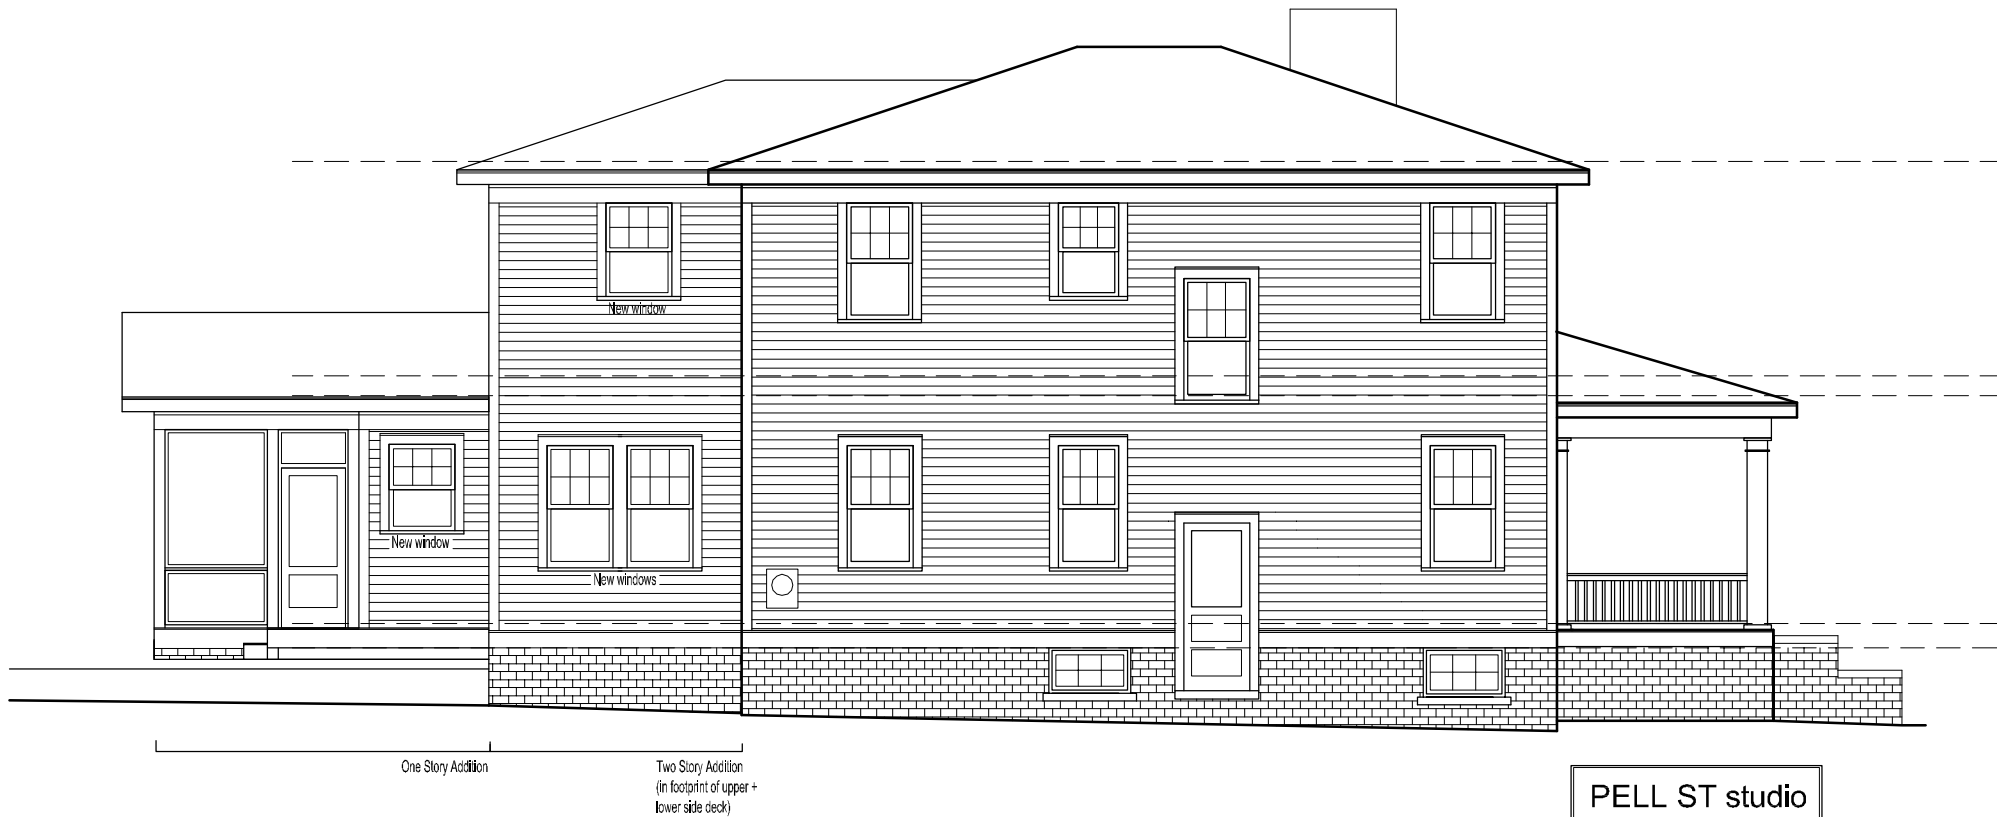 New window
New window
New windows
One Story Addition
Two Story Addition
(in footprint of upper +
lower side deck)
PELL ST studio